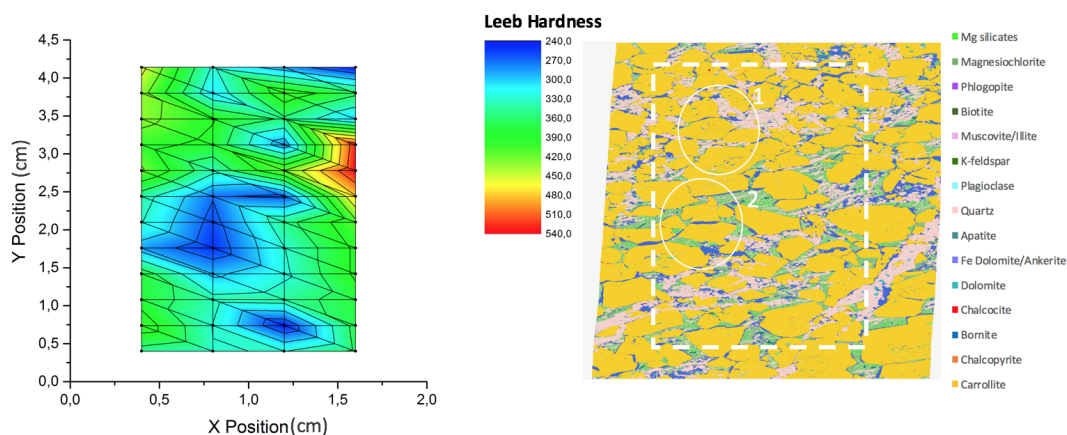 4,5
4,0
3,5
3,0
2,5
2,0
1,5
1,0
0,5
0,0
Y Position (cm)
0,0 0,5 1,0 1,5 2,0
X Position (cm)
Leeb Hardness
240,0
270,0
300,0
330,0
360,0
390,0
420,0
450,0
480,0
510,0
540,0
1
2
Mg silicates
Magnesiochlorite
Phlogopite
Biotite
Muscovite/Illite
K-feldspar
Plagioclase
Quartz
Apatite
Fe Dolomite/Ankerite
Dolomite
Chalcocite
Bornite
Chalcopyrite
Carrollite